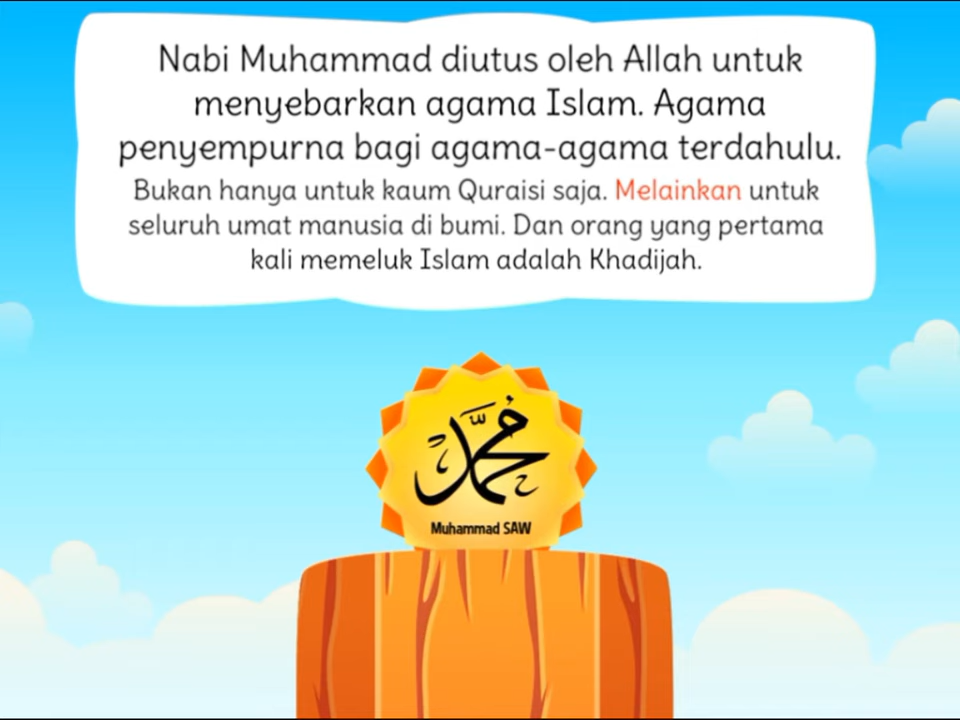 Nabi Muhammad diutus oleh Allah untuk
menyebarkan agama Islam. Agama
penyempurna bagi agama-agama terdahulu.
Bukan hanya untuk kaum Quraisi saja. Melainkan untuk
seluruh umat manusia di bumi. Dan orang yang pertama
kali memeluk Islam adalah Khadijah.
مُحَمَّد
Muhammad SAW